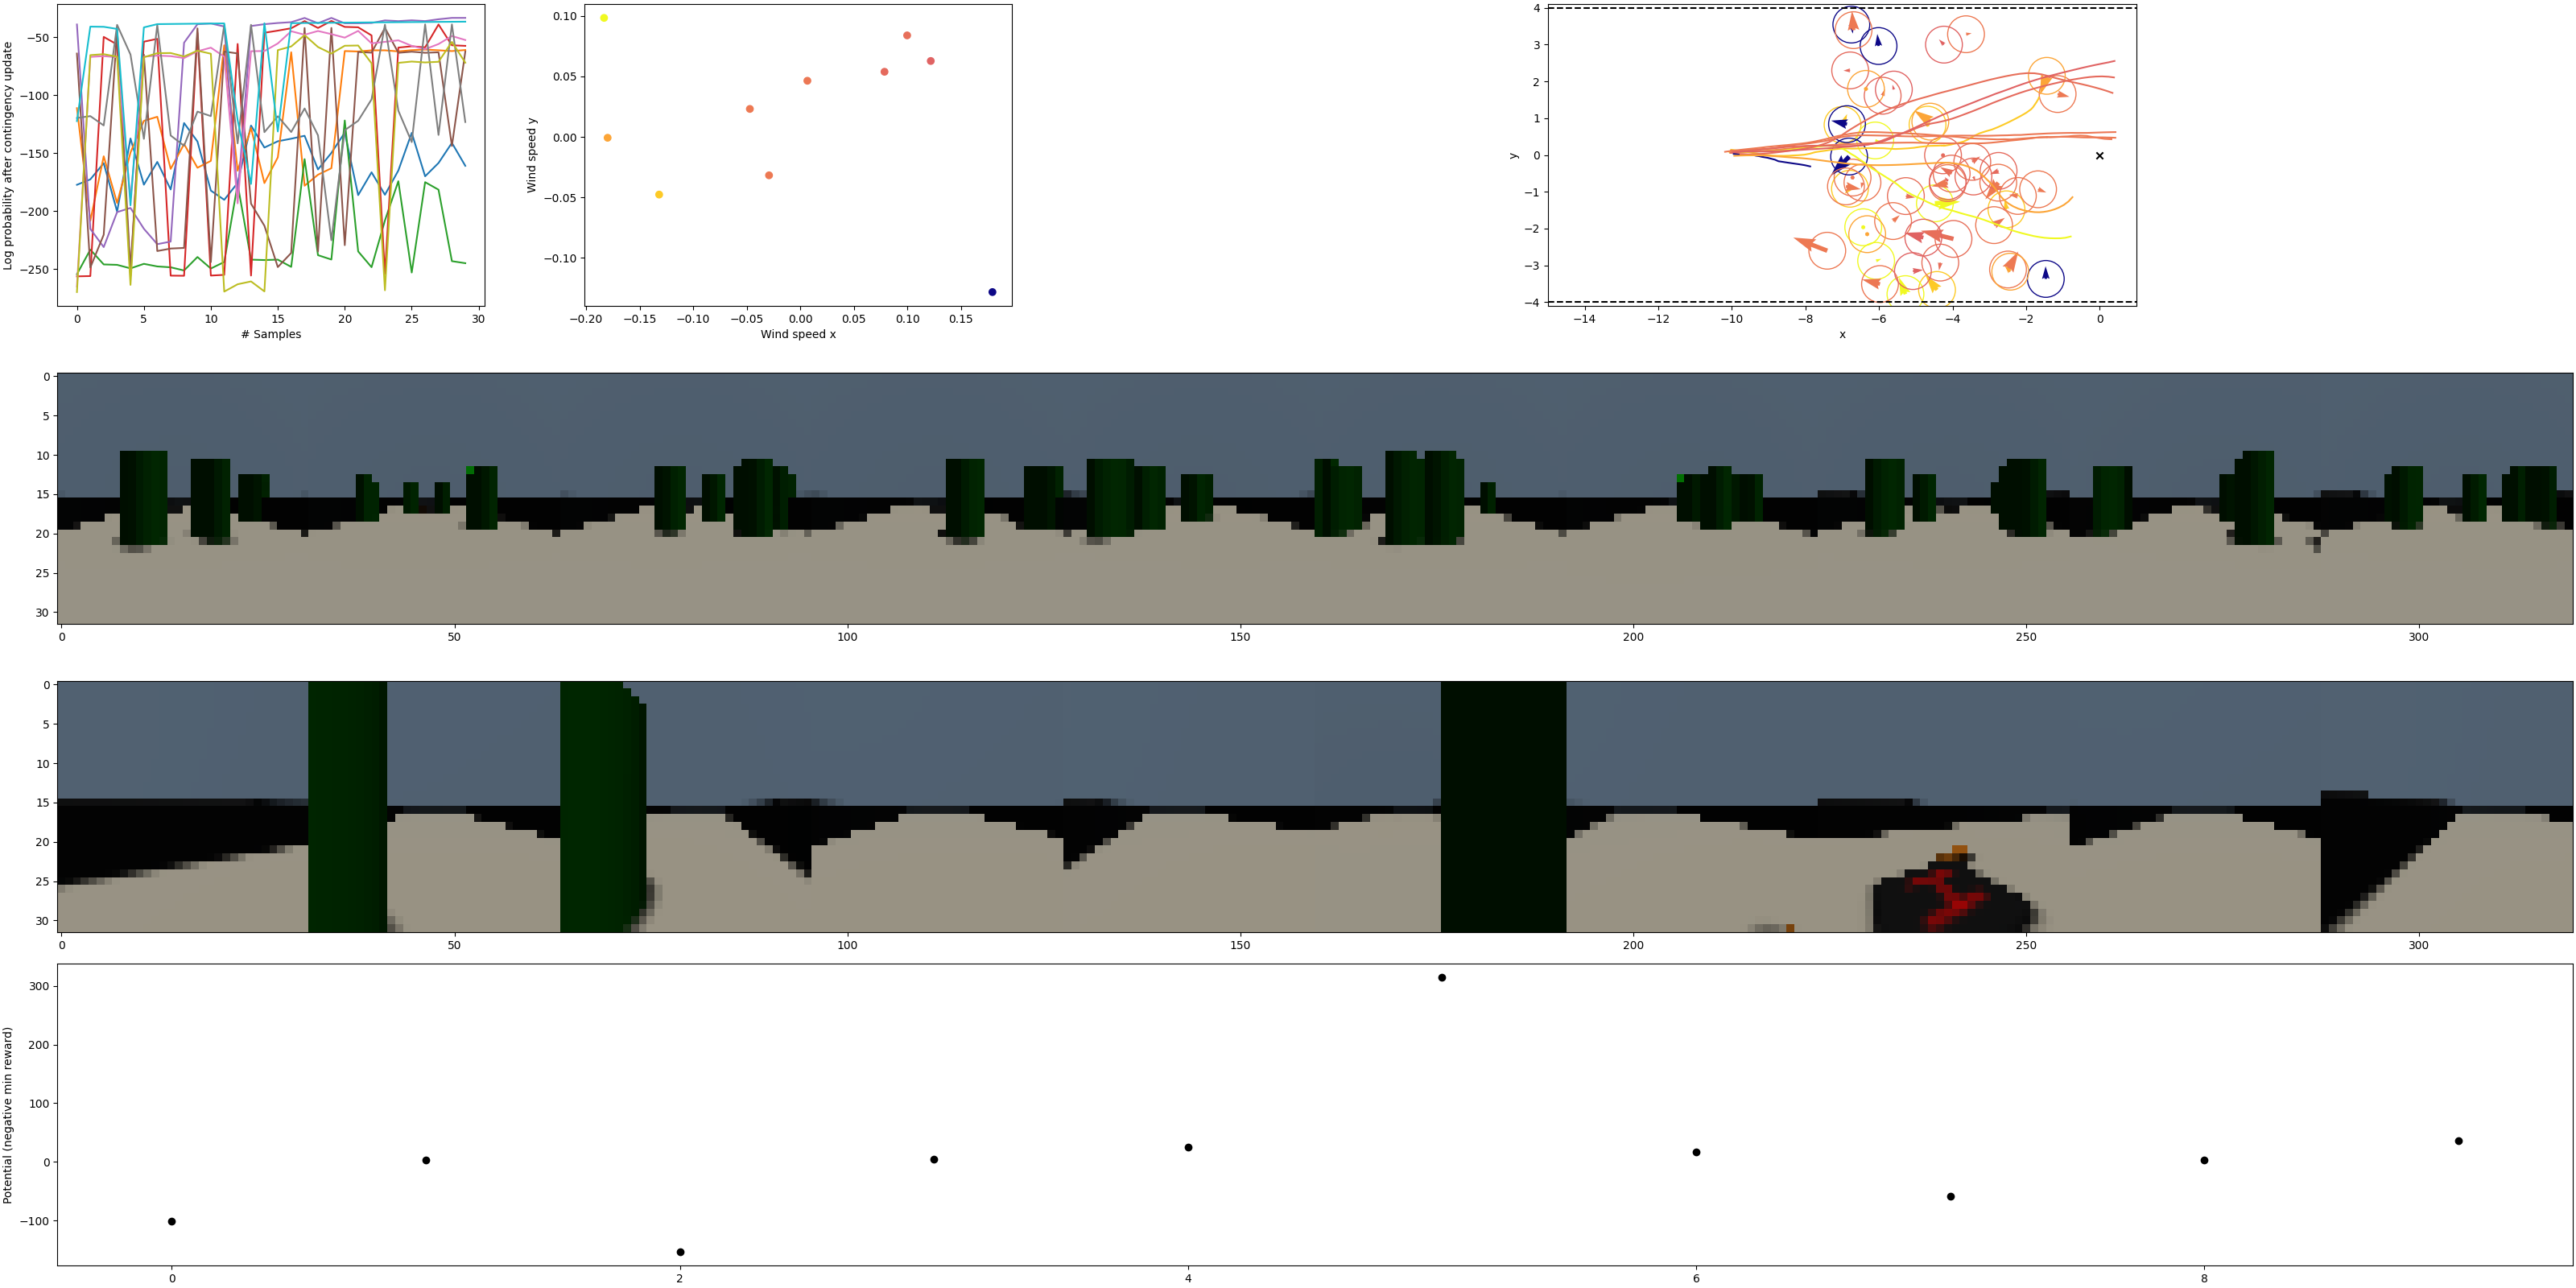 −50
−100
−150
−200
−250
0 5 10 15 20 25 30
# Samples
Log probability after contingency update
0.10
0.05
0.00
−0.05
−0.10
−0.20 −0.15 −0.10 −0.05 0.00 0.05 0.10 0.15
Wind speed x
Wind speed y
4
3
2
1
0
−1
−2
−3
−4
−14 −12 −10 −8 −6 −4 −2 0
x
y
0
5
10
15
20
25
30
0 50 100 150 200 250 300
0
5
10
15
20
25
30
0 50 100 150 200 250 300
300
200
100
0
−100
0 2 4 6 8
Potential (negative min reward)